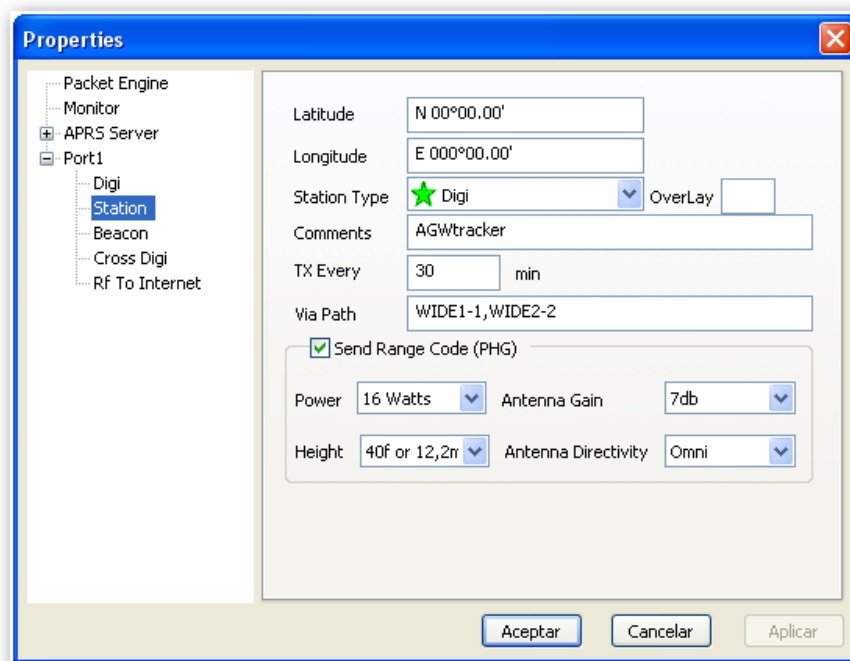 Properties
Packet Engine
Monitor
APRS Server
Port1
Digi
Station
Beacon
Cross Digi
Rf To Internet
Latitude N 00°00.00'
Longitude E 000°00.00'
Station Type Digi OverLay
Comments AGWtracker
TX Every 30 min
Via Path WIDE1-1,WIDE2-2
Send Range Code (PHG)
Power 16 Watts Antenna Gain 7db
Height 40f or 12,2m Antenna Directivity Omni
Aceptar Cancelar Aplicar